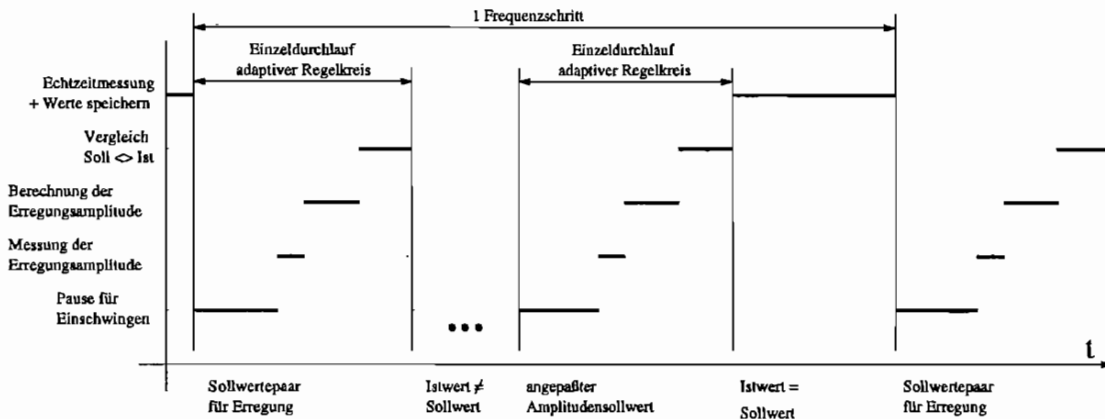 1 Frequenzschritt
Einzeldurchlauf
adaptiver Regelkreis
Einzeldurchlauf
adaptiver Regelkreis
Echtzeitmessung
+ Werte speichern
Vergleich
Soll <> Ist
Berechnung der
Erregungsamplitude
Messung der
Erregungsamplitude
Pause für
Einschwingen
t
Sollwertepaar
für Erregung
Istwert ≠
Sollwert
angepaßter
Amplitudensollwert
Istwert =
Sollwert
Sollwertepaar
für Erregung